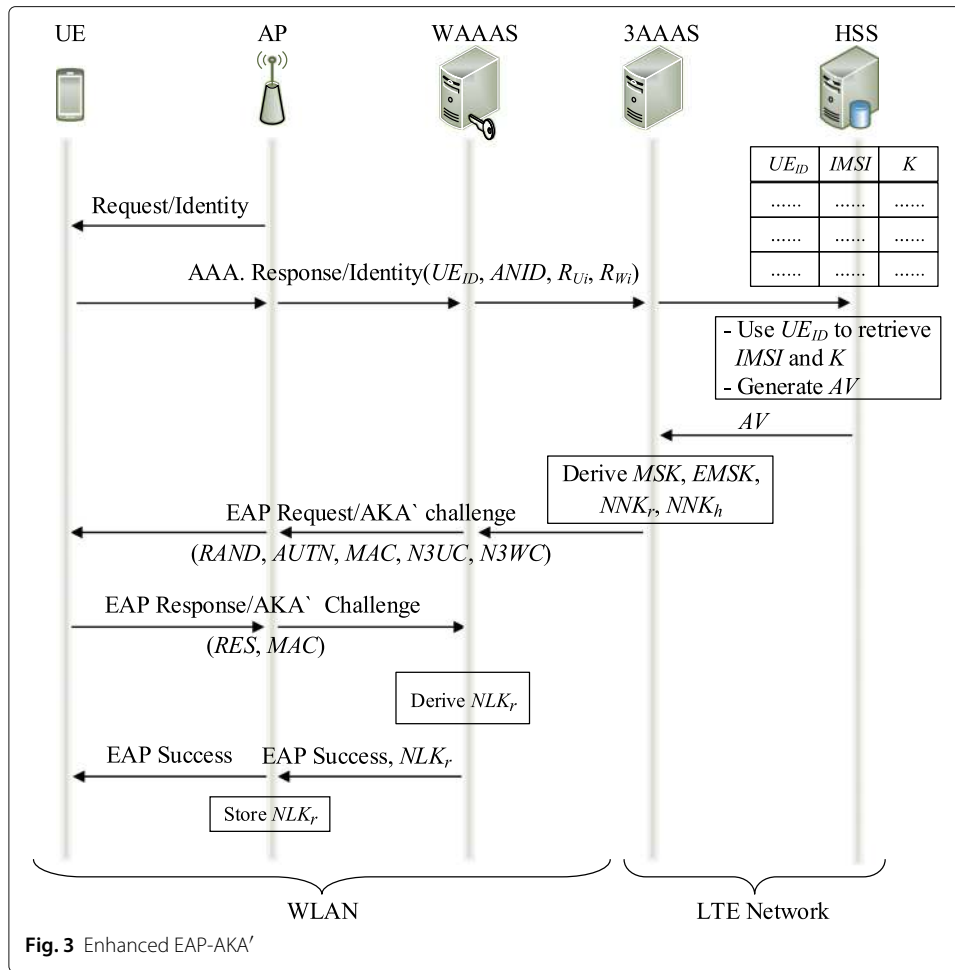 UE AP WAAAS 3AAAS HSS
UE_ID IMSI K
...... ...... ......
...... ...... ......
...... ...... ......
Request/Identity
AAA. Response/Identity(UE_ID, ANID, R_Ui, R_Wi)
- Use UE_ID to retrieve
IMSI and K
- Generate AV
AV
Derive MSK, EMSK,
NNK_r, NNK_h
EAP Request/AKA` challenge
(RAND, AUTN, MAC, N3UC, N3WC)
EAP Response/AKA` Challenge
(RES, MAC)
Derive NLK_r
EAP Success EAP Success, NLK_r
Store NLK_r
WLAN LTE Network
Fig. 3 Enhanced EAP-AKA′